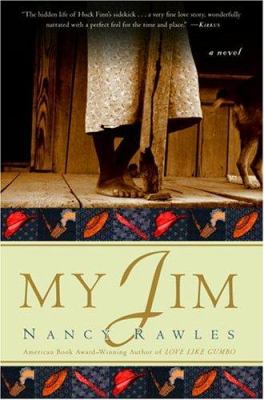 "The hidden life of Huck Finn's sidekick . . . a very fine love story, wonderfully
narrated with a perfect feel for the time and place." —Kirkus
a novel
MY JIM
NANCY RAWLES
American Book Award–Winning Author of LOVE LIKE GUMBO